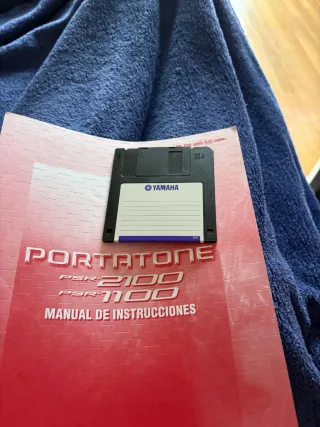 YAMAHA
PORTATONE
PSR-2100
PSR-1100
MANUAL DE INSTRUCCIONES